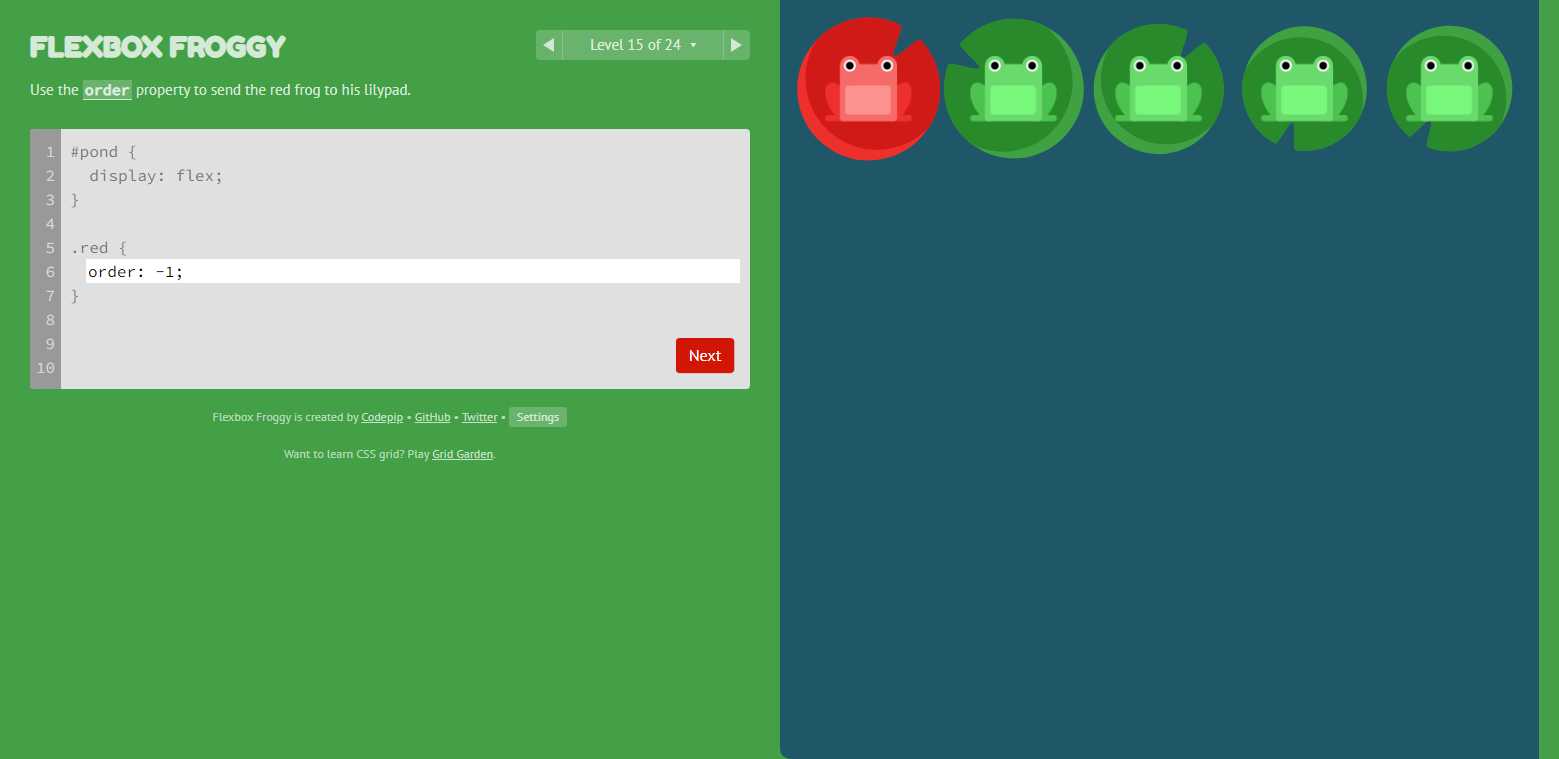 FLEXBOX FROGGY
◀ Level 15 of 24 ▾ ▶
Use the order property to send the red frog to his lilypad.
1 #pond {
2   display: flex;
3 }
4
5 .red {
6   order: -1;
7 }
8
9
10
Next
Flexbox Froggy is created by Codepip • GitHub • Twitter • Settings
Want to learn CSS grid? Play Grid Garden.